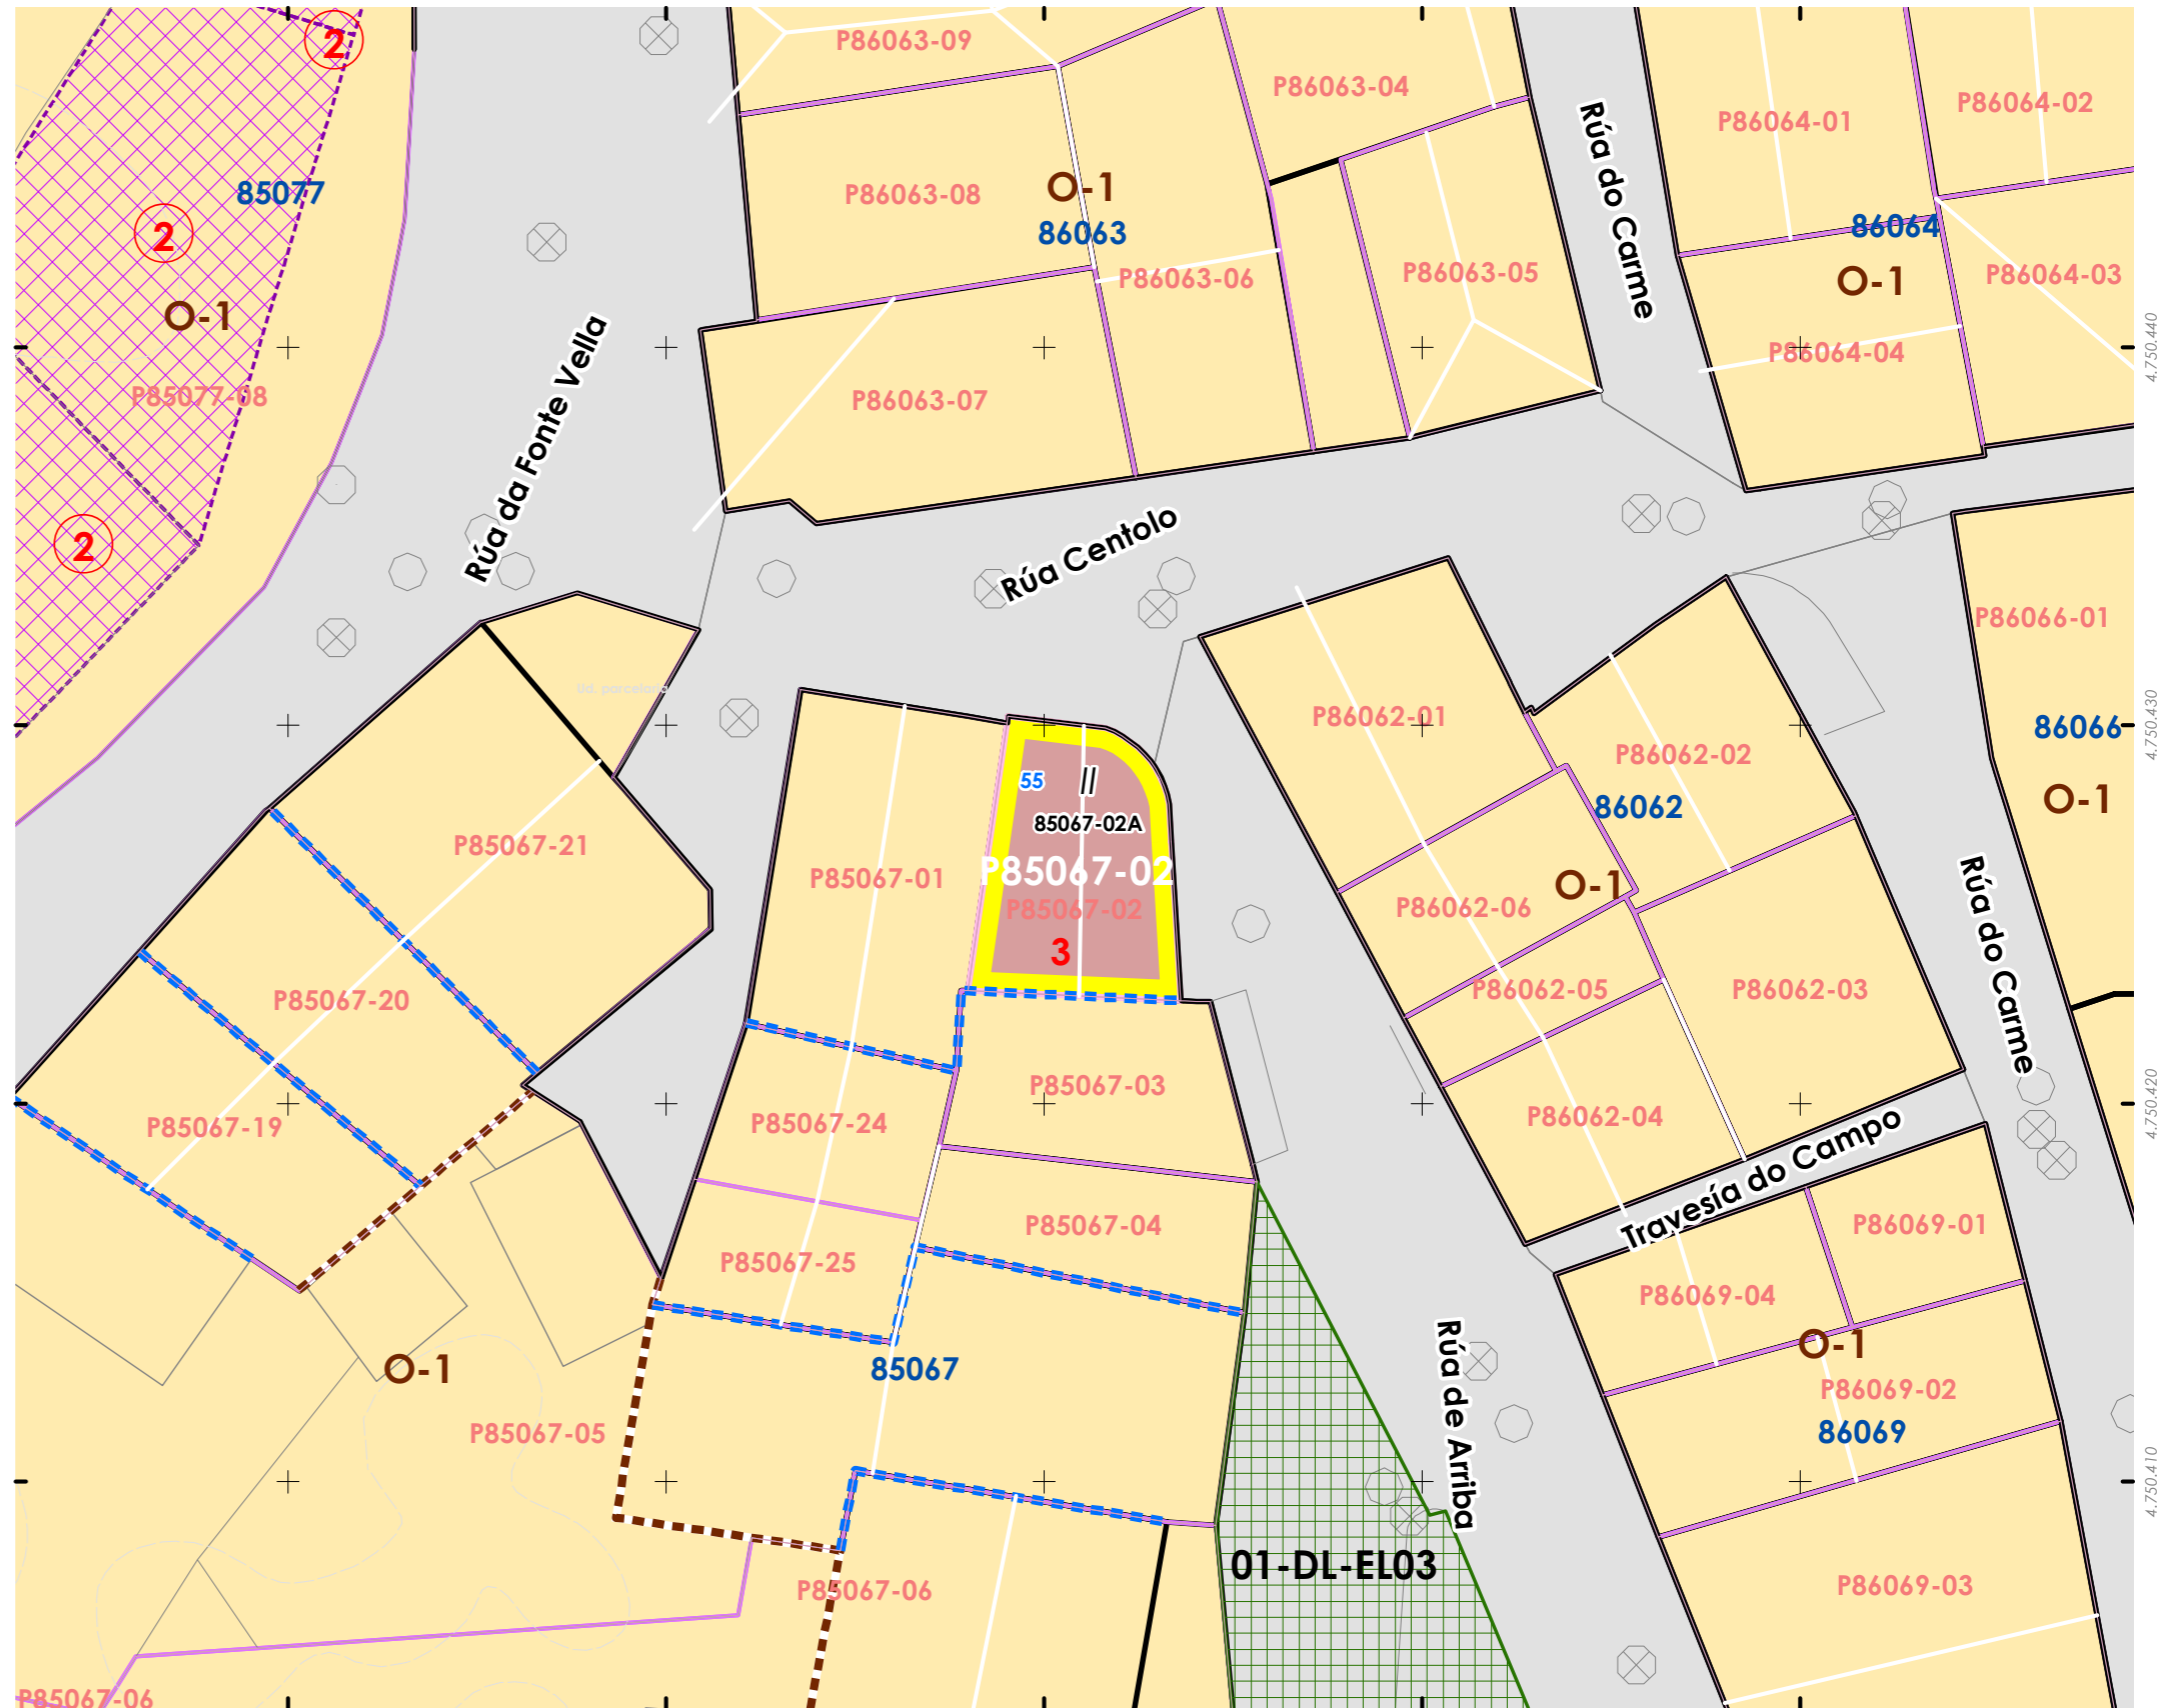 P86063-09
2
P86063-04
P86064-02
P86064-01
Rúa do Carme
85077
P86063-08
O-1
86063
2
86064
O-1
P86063-06
P86063-05
O-1
P86064-03
P85077-08
Rúa da Fonte Vella
P86063-07
P86064-04
4.750.440
2
Rúa Centolo
P86066-01
tid. parcelario
P86062-01
P86062-02
86066
4.750.430
55
II
85067-02A
86062
O-1
P85067-21
P85067-01
P85067-02
P85067-02
3
O-1
P86062-06
Rúa do Carme
P85067-20
P86062-05
P86062-03
P85067-03
P85067-19
P85067-24
P86062-04
4.750.420
Travesía do Campo
P85067-04
P86069-01
P85067-25
P86069-04
O-1
85067
O-1
Rúa de Arriba
P86069-02
P85067-05
86069
4.750.410
01-DL-EL03
P85067-06
P86069-03
P85067-06